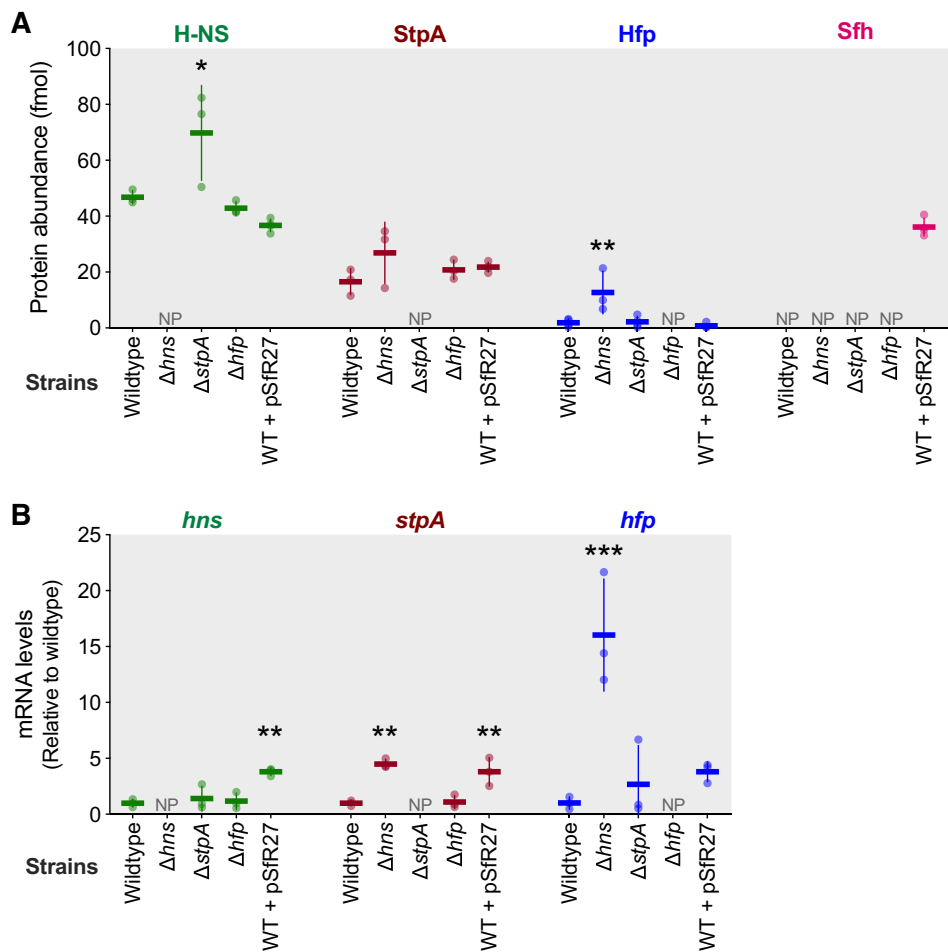 A
H-NS StpA Hfp Sfh
Protein abundance (fmol)
100
80
60
40
20
0
*
**
NP NP NP NP NP NP NP
Strains
Wildtype Δhns ΔstpA Δhfp WT + pSfR27 Wildtype Δhns ΔstpA Δhfp WT + pSfR27 Wildtype Δhns ΔstpA Δhfp WT + pSfR27 Wildtype Δhns ΔstpA Δhfp WT + pSfR27
B
hns stpA hfp
mRNA levels
(Relative to wildtype)
25
20
15
10
5
0
***
** ** **
NP NP NP
Strains
Wildtype Δhns ΔstpA Δhfp WT + pSfR27 Wildtype Δhns ΔstpA Δhfp WT + pSfR27 Wildtype Δhns ΔstpA Δhfp WT + pSfR27